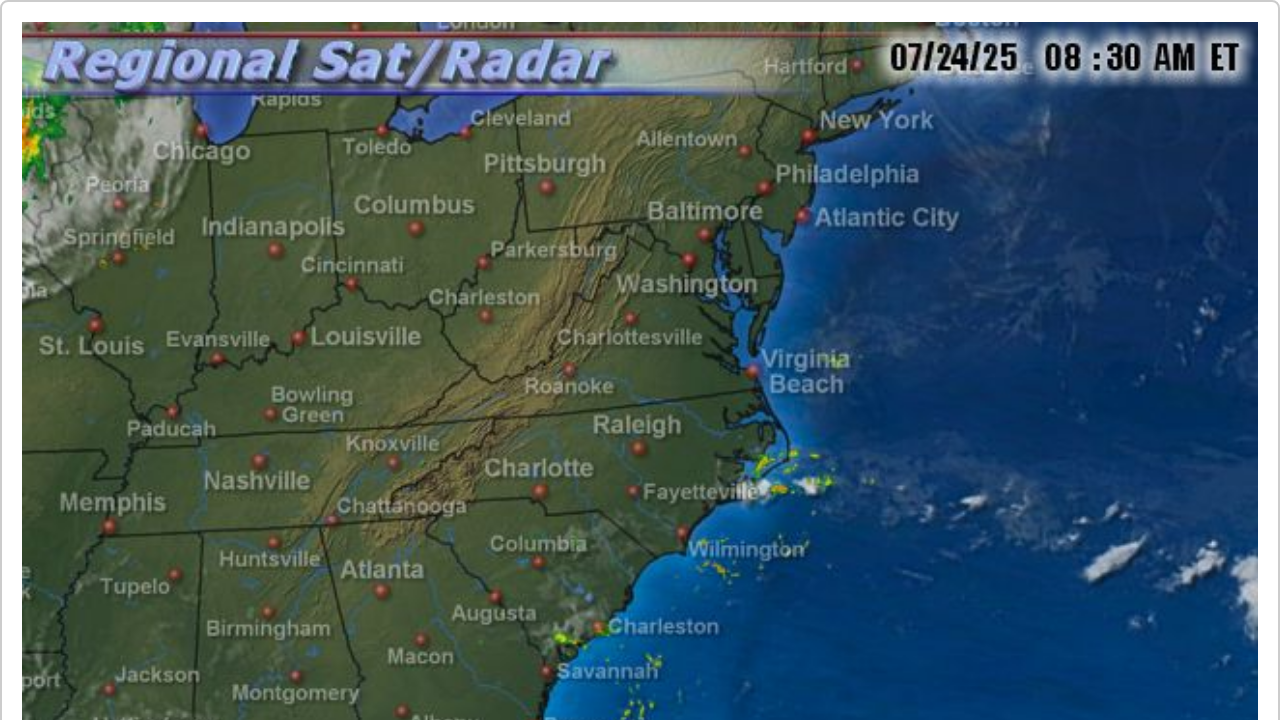 London
Boston
Regional Sat/Radar
07/24/25 08 :30 AM ET
Hartford
Rapids
Cleveland
New York
Allentown
Chicago
Toledo
Pittsburgh
Philadelphia
Peoria
Columbus
Baltimore
Atlantic City
Springfield
Indianapolis
Parkersburg
Cincinnati
Washington
Charleston
St. Louis
Evansville
Louisville
Charlottesville
Virginia
Beach
Roanoke
Bowling
Green
Paducah
Knoxville
Raleigh
Nashville
Charlotte
Memphis
Chattanooga
Fayetteville
Huntsville
Columbia
Wilmington
Tupelo
Atlanta
Augusta
Birmingham
Charleston
Macon
Savannah
port
Jackson
Montgomery
Albany